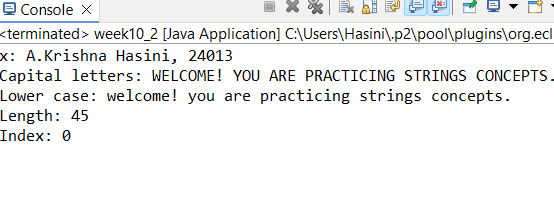 Console
<terminated> week10_2 [Java Application] C:\Users\Hasini\.p2\pool\plugins\org.ecl
x: A.Krishna Hasini, 24013
Capital letters: WELCOME! YOU ARE PRACTICING STRINGS CONCEPTS.
Lower case: welcome! you are practicing strings concepts.
Length: 45
Index: 0